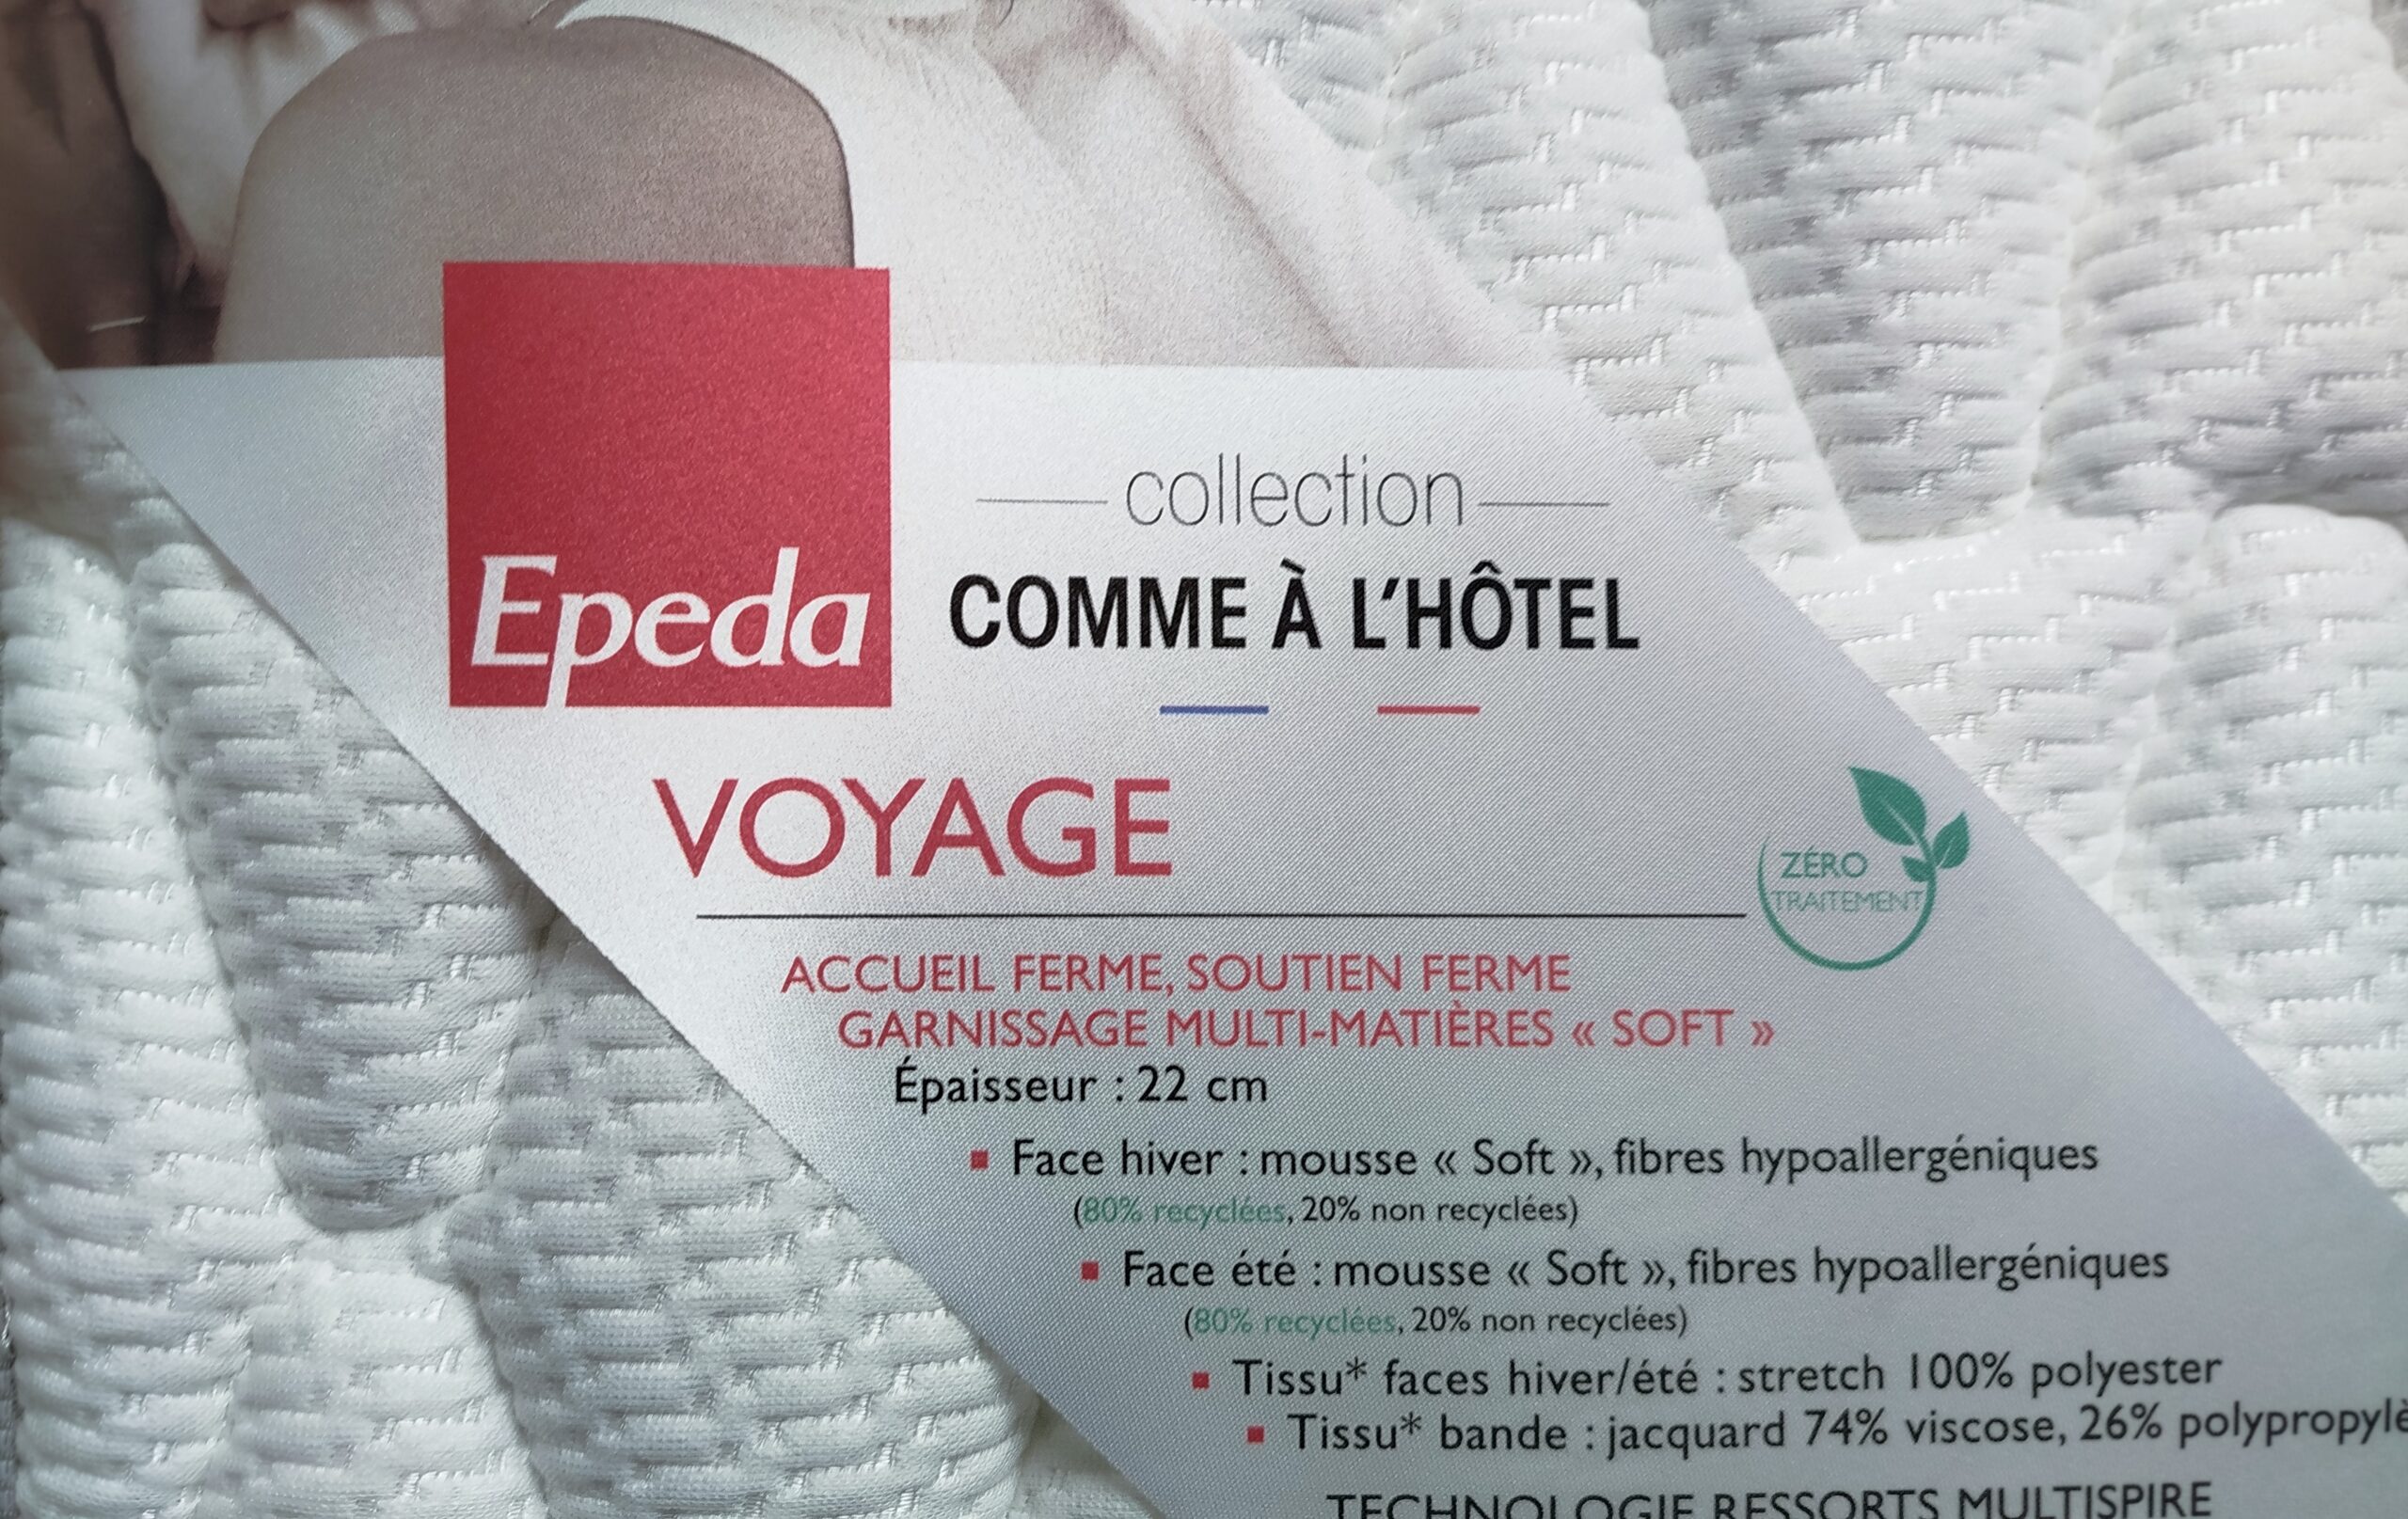 Epeda
collection
COMME À L'HÔTEL
VOYAGE
ZÉRO
TRAITEMENT
ACCUEIL FERME, SOUTIEN FERME
GARNISSAGE MULTI-MATIÈRES « SOFT »
Épaisseur : 22 cm
Face hiver : mousse « Soft », fibres hypoallergéniques
(80% recyclées, 20% non recyclées)
Face été : mousse « Soft », fibres hypoallergéniques
(80% recyclées, 20% non recyclées)
Tissu* faces hiver/été : stretch 100% polyester
Tissu* bande : jacquard 74% viscose, 26% polypropylè
TECHNOLOGIE RESSORTS MULTISPIRE